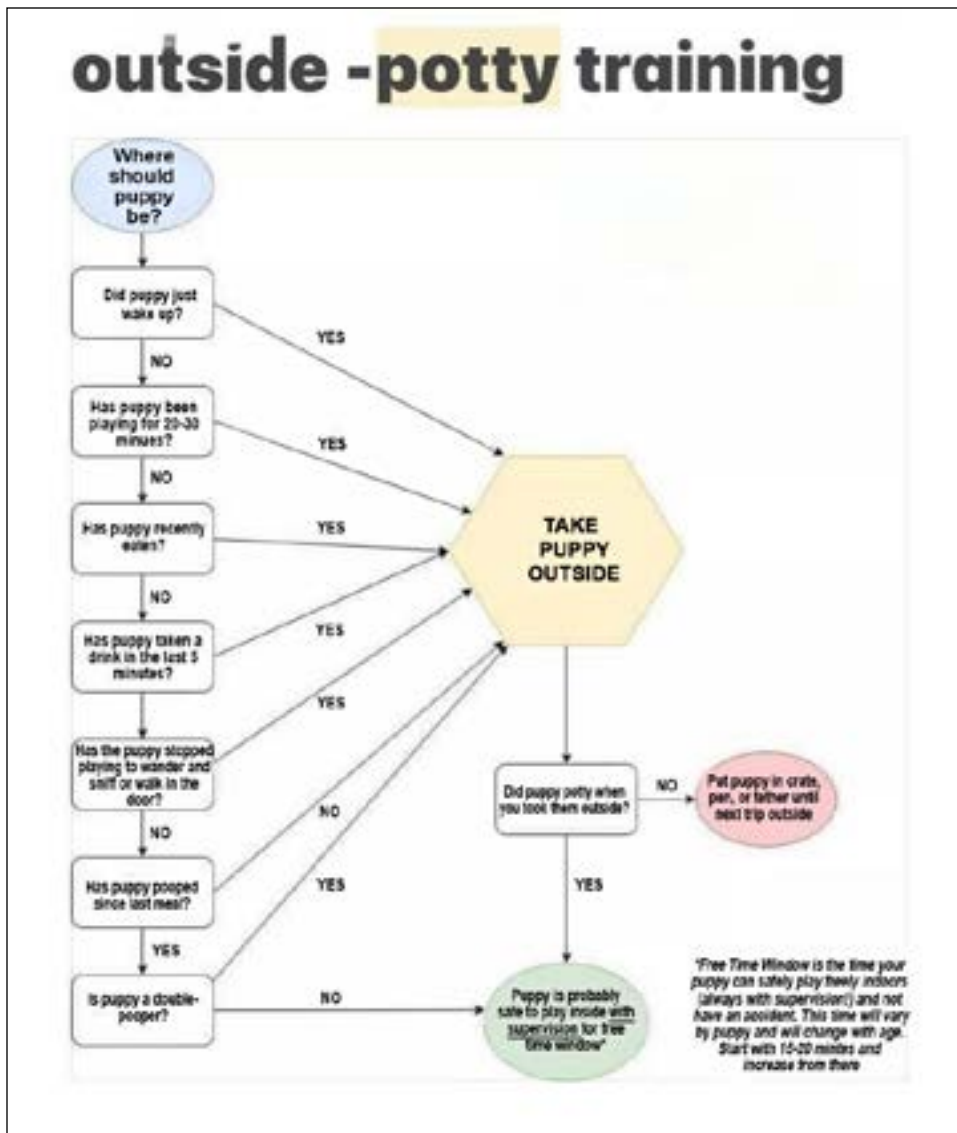 outside -potty training
Where
should
puppy
be?
Did puppy just
wake up?
YES
NO
Has puppy been
playing for 20-30
minues?
YES
NO
Has puppy recently
eaten?
YES
NO
Has puppy taken a
drink in the last 5
minutes?
YES
Has the puppy stopped
playing to wander and
sniff or walk in the
door?
YES
NO
Has puppy pooped
since last meal?
NO
YES
Is puppy a double-
pooper?
YES
NO
TAKE
PUPPY
OUTSIDE
Did puppy potty when
you took them outside?
NO
Put puppy in crate,
pen, or tether until
next trip outside
YES
Puppy is probably
safe to play inside with
supervision for free
time window*
*Free Time Window is the time your
puppy can safely play freely indoors
(always with supervision!) and not
have an accident. This time will vary
by puppy and will change with age.
Start with 15-20 mintes and
increase from there